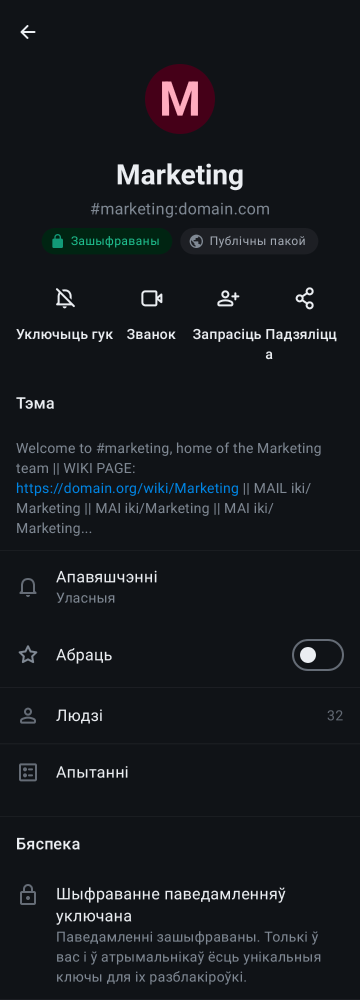 M
Marketing
#marketing:domain.com
Зашыфраваны
Публічны пакой
Уключыць гук
Званок
Запрасіць
Падзяліцц
а
Тэма
Welcome to #marketing, home of the Marketing
team || WIKI PAGE:
https://domain.org/wiki/Marketing || MAIL iki/
Marketing || MAI iki/Marketing || MAI iki/
Marketing...
Апавяшчэнні
Уласныя
Абраць
Людзі
32
Апытанні
Бяспека
Шыфраванне паведамленняў
уключана
Паведамленні зашыфраваны. Толькі ў
вас і ў атрымальнікаў ёсць унікальныя
ключы для іх разблакіроўкі.